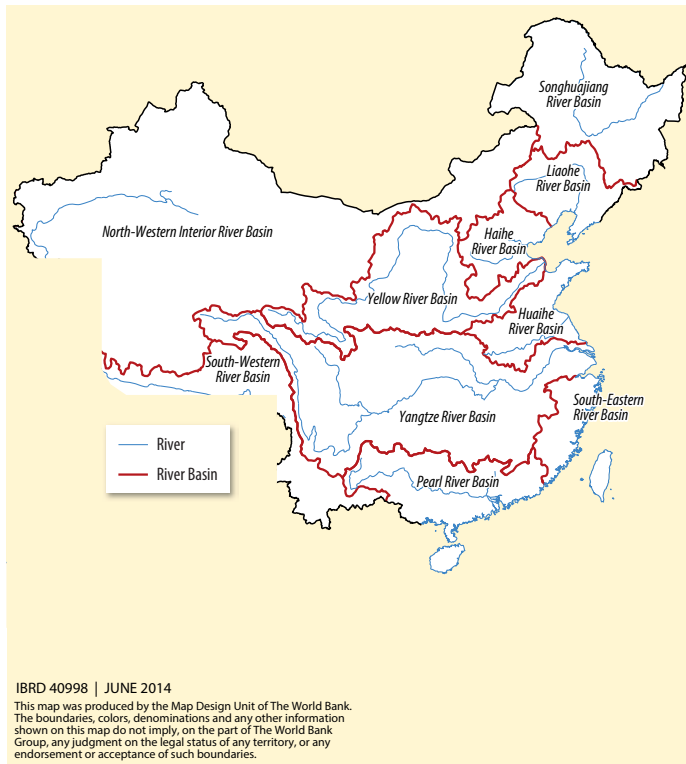 Songhuajiang
River Basin
Liaohe
River Basin
North-Western Interior River Basin
Haihe
River Basin
Yellow River Basin
Huaihe
River Basin
South-Western
River Basin
South-Eastern
River Basin
Yangtze River Basin
River
River Basin
Pearl River Basin
IBRD 40998 | JUNE 2014
This map was produced by the Map Design Unit of The World Bank.
The boundaries, colors, denominations and any other information
shown on this map do not imply, on the part of The World Bank
Group, any judgment on the legal status of any territory, or any
endorsement or acceptance of such boundaries.